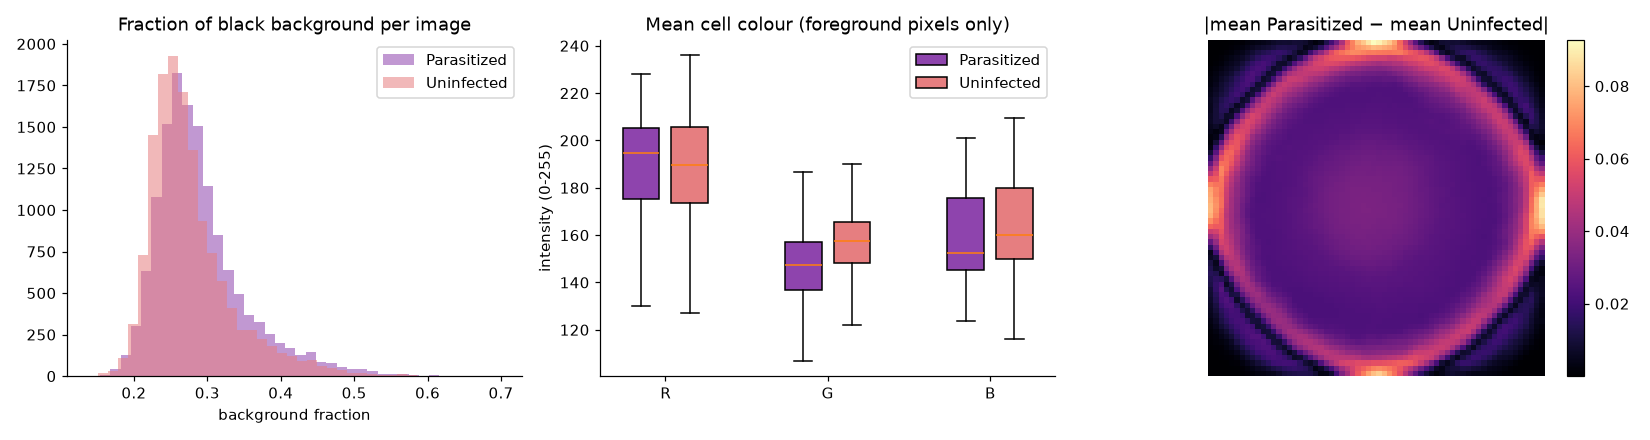 Fraction of black background per image
2000
1750
1500
1250
1000
750
500
250
0
0.2 0.3 0.4 0.5 0.6 0.7
background fraction
Parasitized
Uninfected
Mean cell colour (foreground pixels only)
240
220
200
180
160
140
120
intensity (0-255)
R G B
Parasitized
Uninfected
|mean Parasitized − mean Uninfected|
0.08
0.06
0.04
0.02